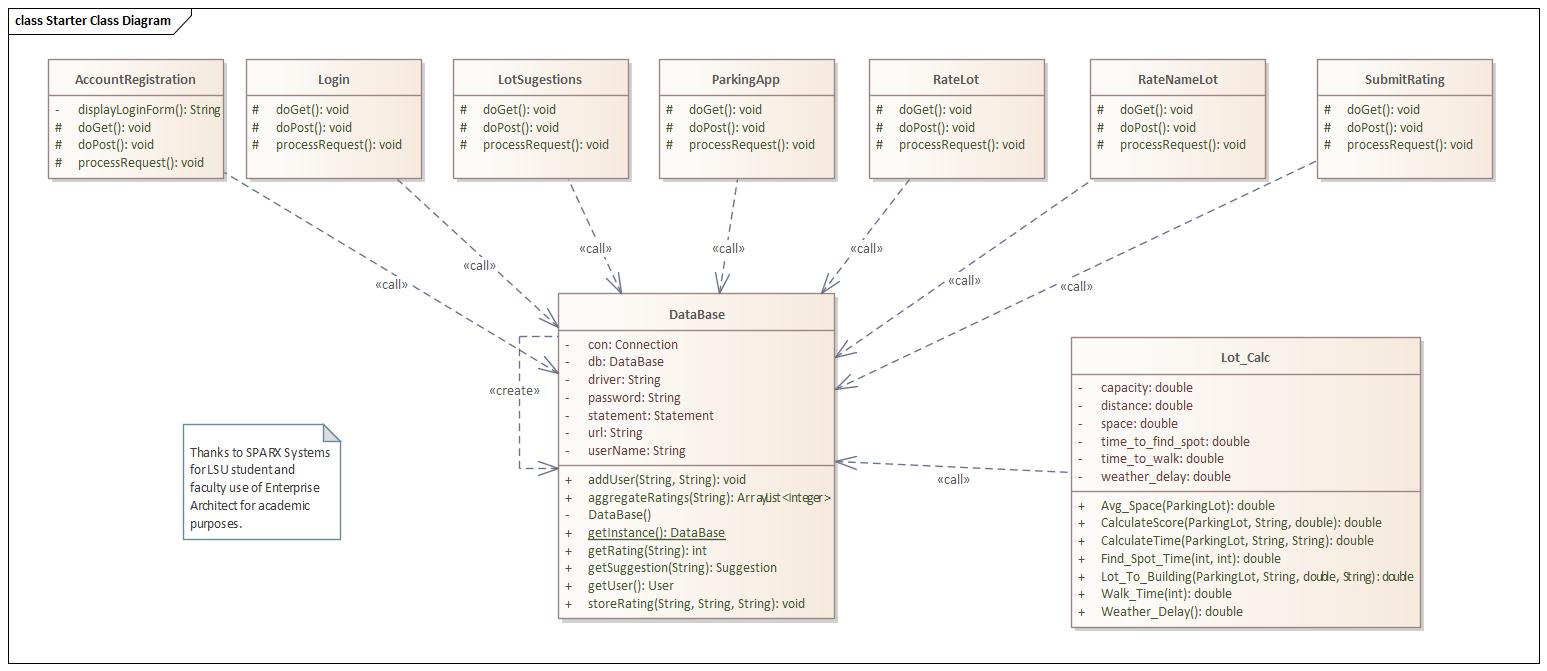 class Starter Class Diagram
AccountRegistration
- displayLoginForm(): String
# doGet(): void
# doPost(): void
# processRequest(): void
Login
# doGet(): void
# doPost(): void
# processRequest(): void
LotSugestions
# doGet(): void
# doPost(): void
# processRequest(): void
ParkingApp
# doGet(): void
# doPost(): void
# processRequest(): void
RateLot
# doGet(): void
# doPost(): void
# processRequest(): void
RateNameLot
# doGet(): void
# doPost(): void
# processRequest(): void
SubmitRating
# doGet(): void
# doPost(): void
# processRequest(): void
«call»
«call»
«call»
«call»
«call»
«call»
«call»
DataBase
- con: Connection
- db: DataBase
- driver: String
- password: String
- statement: Statement
- url: String
- userName: String
+ addUser(String, String): void
+ aggregateRatings(String): ArrayList<Integer>
- DataBase()
+ getInstance(): DataBase
+ getRating(String): int
+ getSuggestion(String): Suggestion
+ getUser(): User
+ storeRating(String, String, String): void
«create»
«call»
Lot_Calc
- capacity: double
- distance: double
- space: double
- time_to_find_spot: double
- time_to_walk: double
- weather_delay: double
+ Avg_Space(ParkingLot): double
+ CalculateScore(ParkingLot, String, double): double
+ CalculateTime(ParkingLot, String, String): double
+ Find_Spot_Time(int, int): double
+ Lot_To_Building(ParkingLot, String, double, String): double
+ Walk_Time(int): double
+ Weather_Delay(): double
Thanks to SPARX Systems
for LSU student and
faculty use of Enterprise
Architect for academic
purposes.